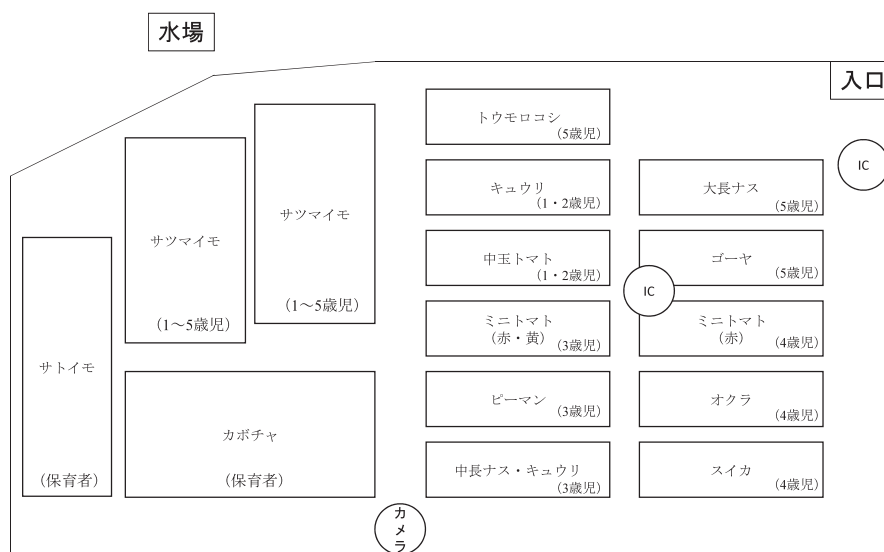 水場
入口
IC
トウモロコシ
(5歳児)
キュウリ
(1・2歳児)
大長ナス
(5歳児)
サツマイモ
(1〜5歳児)
サツマイモ
(1〜5歳児)
中玉トマト
(1・2歳児)
ゴーヤ
(5歳児)
IC
ミニトマト
(赤・黄)
(3歳児)
ミニトマト
(赤)
(4歳児)
サトイモ
(保育者)
カボチャ
(保育者)
ピーマン
(3歳児)
オクラ
(4歳児)
中長ナス・キュウリ
(3歳児)
スイカ
(4歳児)
カメラ